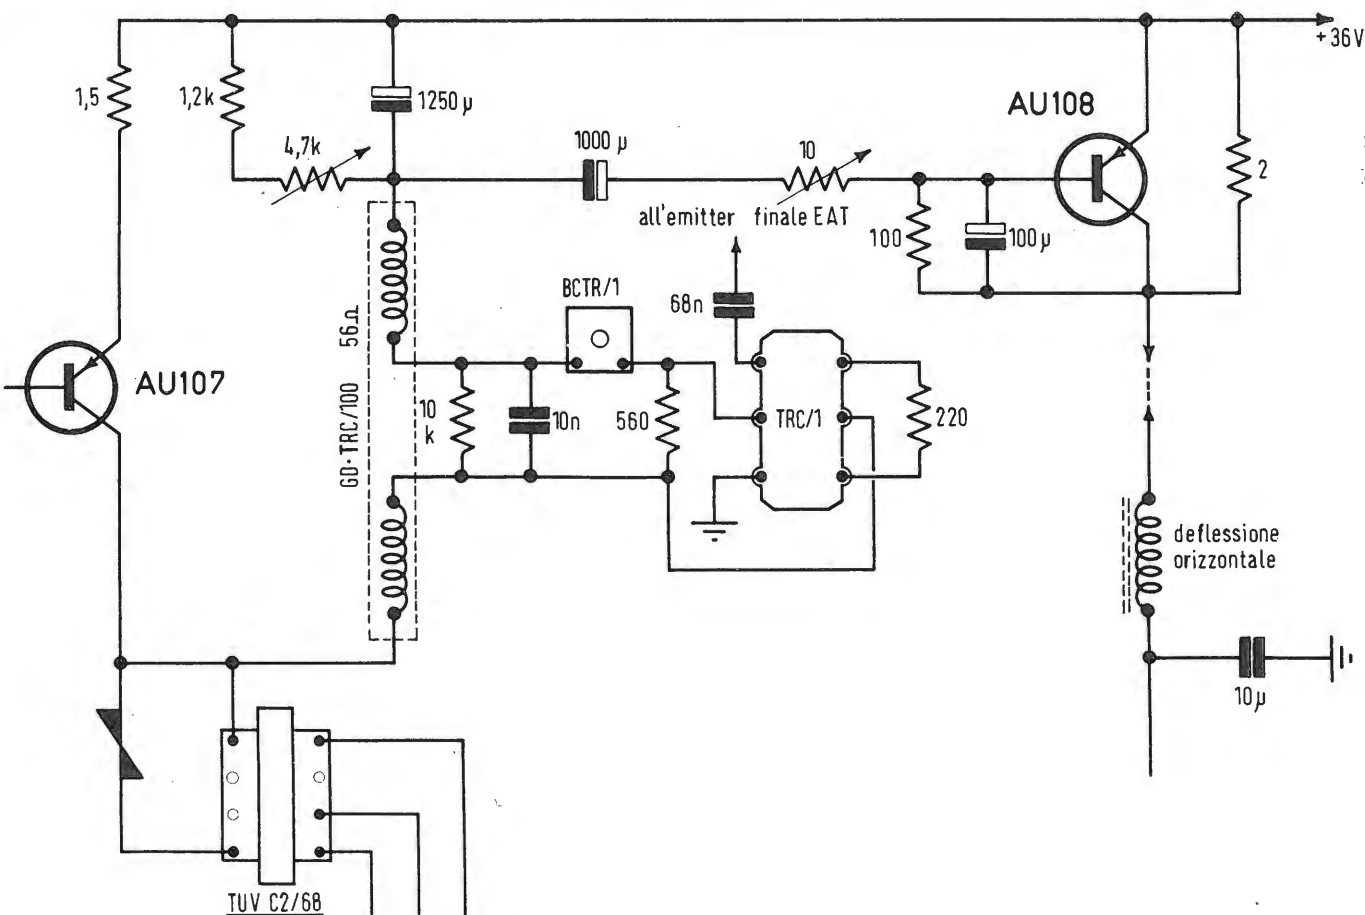 +36V
1,5
1,2k
1250 µ
AU108
4,7k
1000 µ
10
2
all'emitter finale EAT
100
100µ
BCTR/1
68n
GD-TRC/100 56Ω
AU107
10 k
10n
560
TRC/1
220
deflessione
orizzontale
10µ
TUV C2/68